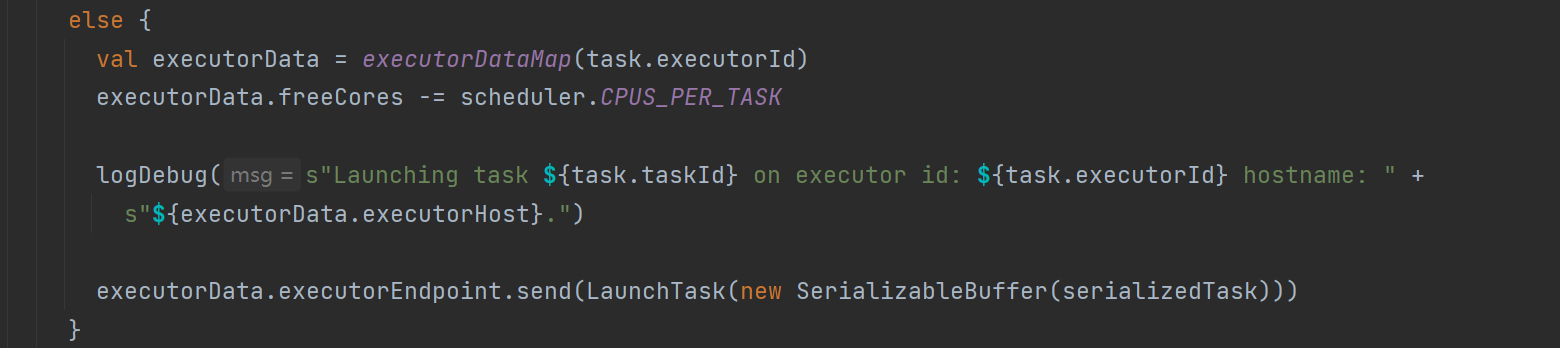 else {
val executorData = executorDataMap(task.executorId)
executorData.freeCores -= scheduler.CPUS_PER_TASK
logDebug( msg = s"Launching task ${task.taskId} on executor id: ${task.executorId} hostname: " +
s"${executorData.executorHost}.")
executorData.executorEndpoint.send(LaunchTask(new SerializableBuffer(serializedTask)))
}